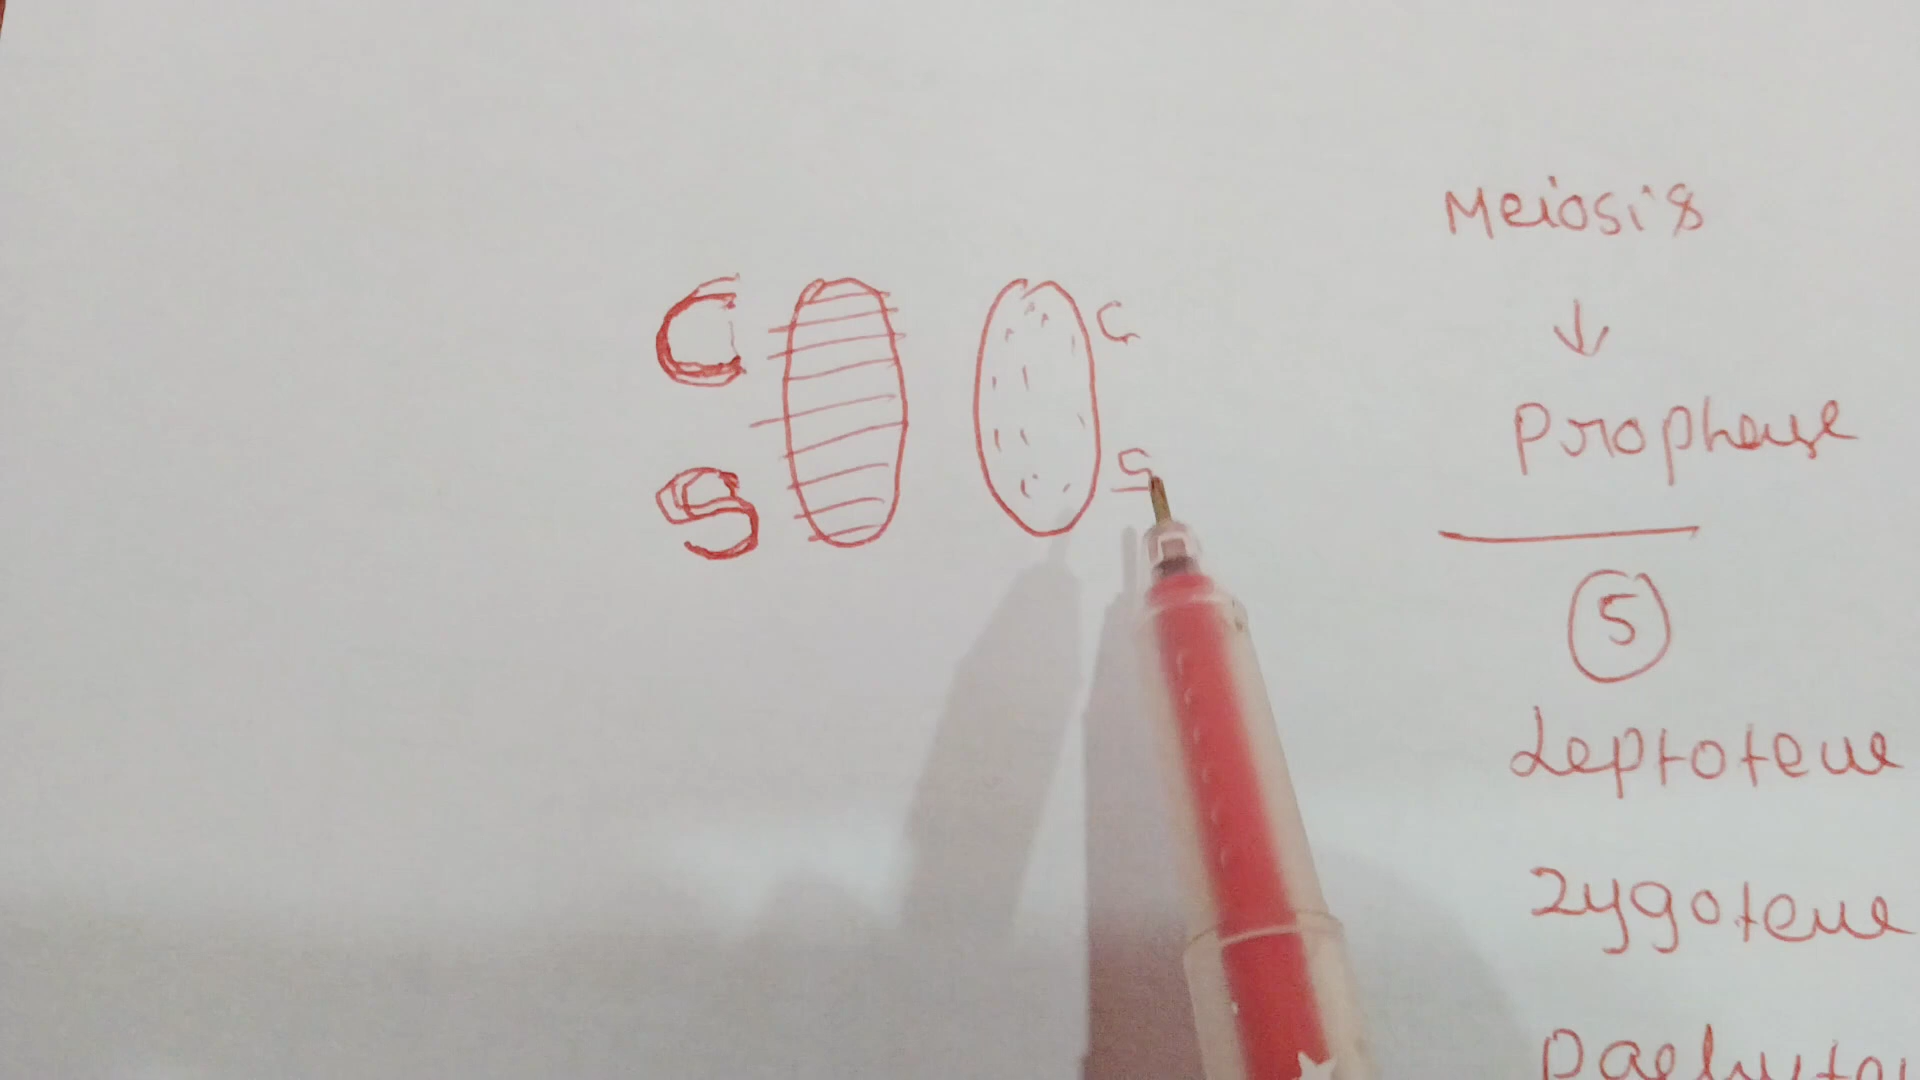 C
S
C
S
Meiosis
↓
Prophase
5
Leptotene
Zygotene